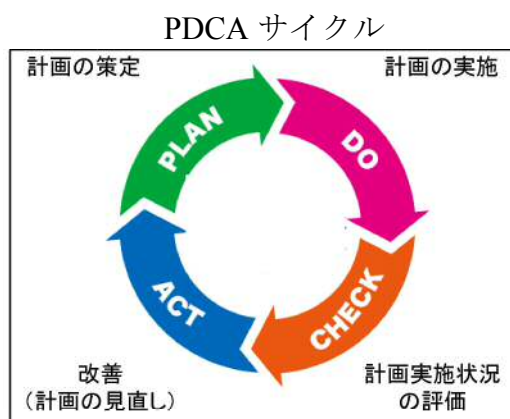 PDCA サイクル
計画の策定
計画の実施
PLAN
DO
ACT
CHECK
改善
(計画の見直し)
計画実施状況
の評価